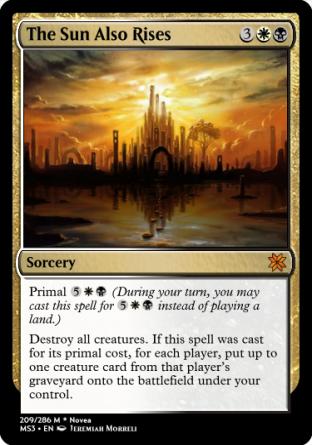 The Sun Also Rises 3
Sorcery
Primal 5 (During your turn, you may
cast this spell for 5 instead of playing a
land.)
Destroy all creatures. If this spell was cast
for its primal cost, for each player, put up to
one creature card from that player's
graveyard onto the battlefield under your
control.
209/286 M * Novea
MS3 • EN Jeremiah Morreli